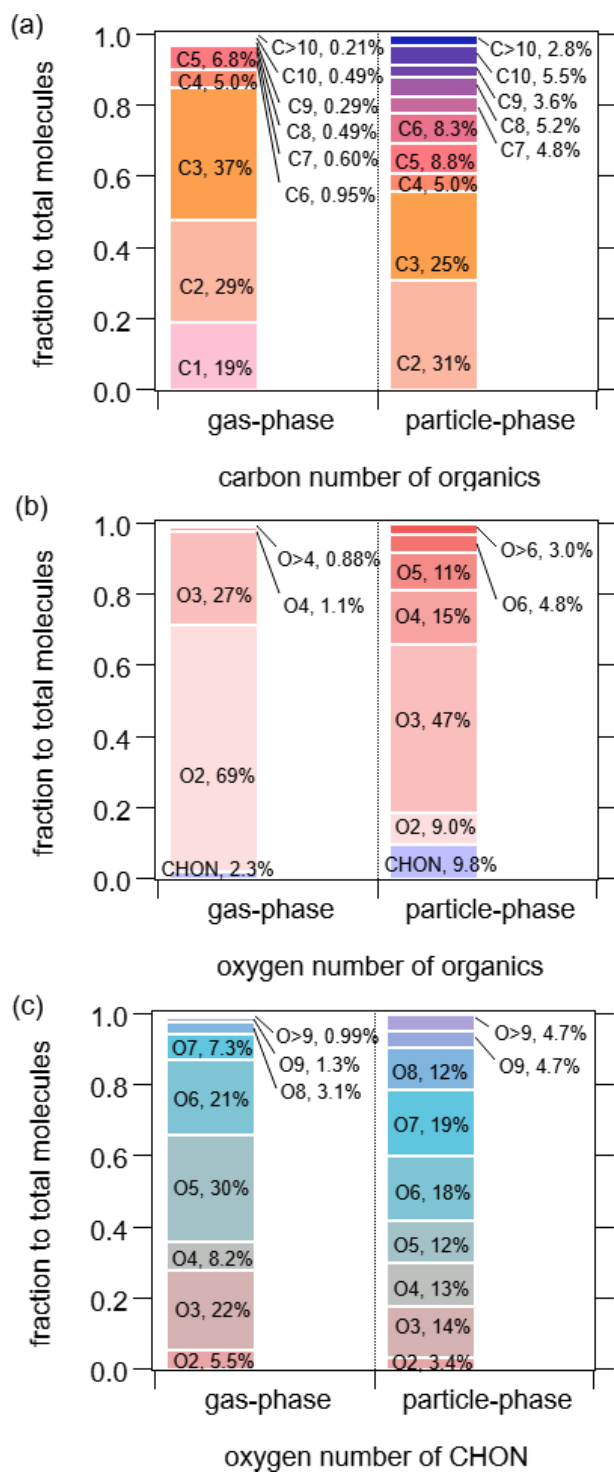 (a)
fraction to total molecules
1.0
0.8
0.6
0.4
0.2
0.0
C5, 6.8%
C4, 5.0%
C3, 37%
C2, 29%
C1, 19%
C>10, 0.21%
C10, 0.49%
C9, 0.29%
C8, 0.49%
C7, 0.60%
C6, 0.95%
C6, 8.3%
C5, 8.8%
C4, 5.0%
C3, 25%
C2, 31%
C>10, 2.8%
C10, 5.5%
C9, 3.6%
C8, 5.2%
C7, 4.8%
gas-phase
particle-phase
carbon number of organics
(b)
fraction to total molecules
1.0
0.8
0.6
0.4
0.2
0.0
O3, 27%
O2, 69%
CHON, 2.3%
O>4, 0.88%
O4, 1.1%
O5, 11%
O4, 15%
O3, 47%
O2, 9.0%
CHON, 9.8%
O>6, 3.0%
O6, 4.8%
gas-phase
particle-phase
oxygen number of organics
(c)
fraction to total molecules
1.0
0.8
0.6
0.4
0.2
0.0
O7, 7.3%
O6, 21%
O5, 30%
O4, 8.2%
O3, 22%
O2, 5.5%
O>9, 0.99%
O9, 1.3%
O8, 3.1%
O8, 12%
O7, 19%
O6, 18%
O5, 12%
O4, 13%
O3, 14%
O2, 3.4%
O>9, 4.7%
O9, 4.7%
gas-phase
particle-phase
oxygen number of CHON